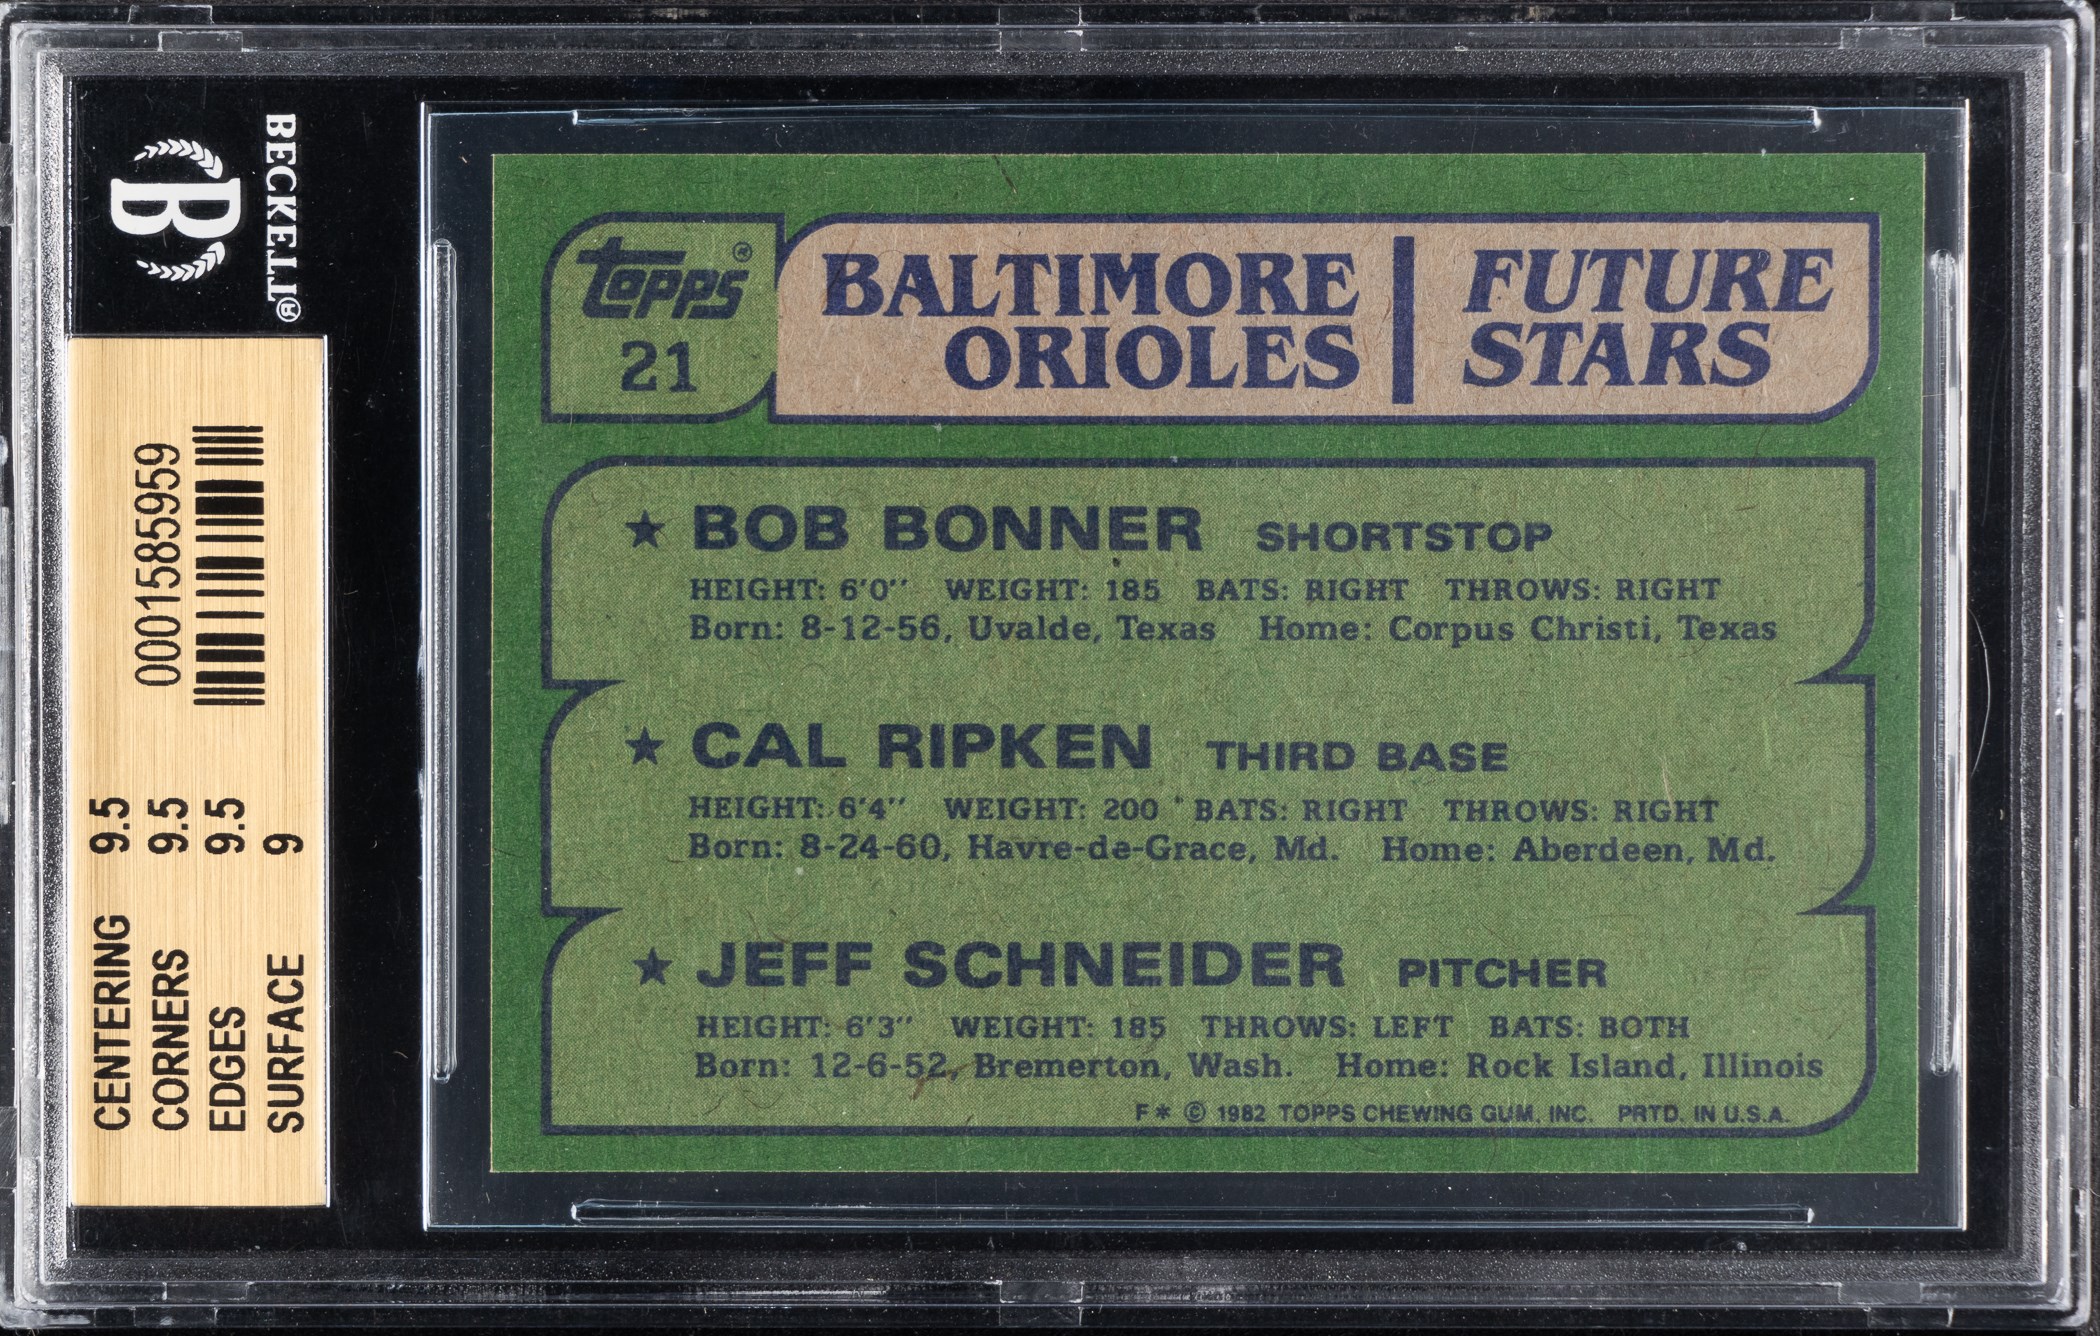 BECKETT®
B
0001585959
CENTERING 9.5
CORNERS 9.5
EDGES 9.5
SURFACE 9
topps®
21
BALTIMORE
ORIOLES
FUTURE
STARS
★ BOB BONNER SHORTSTOP
HEIGHT: 6'0" WEIGHT: 185 BATS: RIGHT THROWS: RIGHT
Born: 8-12-56, Uvalde, Texas Home: Corpus Christi, Texas
★ CAL RIPKEN THIRD BASE
HEIGHT: 6'4" WEIGHT: 200 BATS: RIGHT THROWS: RIGHT
Born: 8-24-60, Havre-de-Grace, Md. Home: Aberdeen, Md.
★ JEFF SCHNEIDER PITCHER
HEIGHT: 6'3" WEIGHT: 185 THROWS: LEFT BATS: BOTH
Born: 12-6-52, Bremerton, Wash. Home: Rock Island, Illinois
F* © 1982 TOPPS CHEWING GUM, INC. PRTD. IN U.S.A.